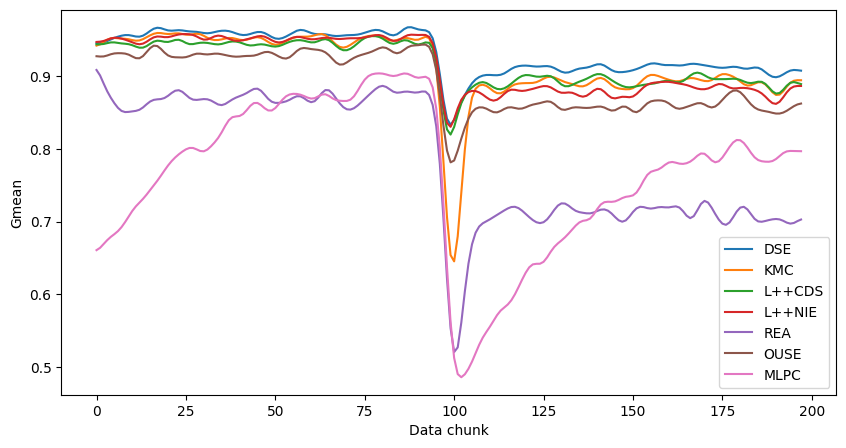 Gmean
0.9
0.8
0.7
0.6
0.5
0 25 50 75 100 125 150 175 200
Data chunk
DSE
KMC
L++CDS
L++NIE
REA
OUSE
MLPC